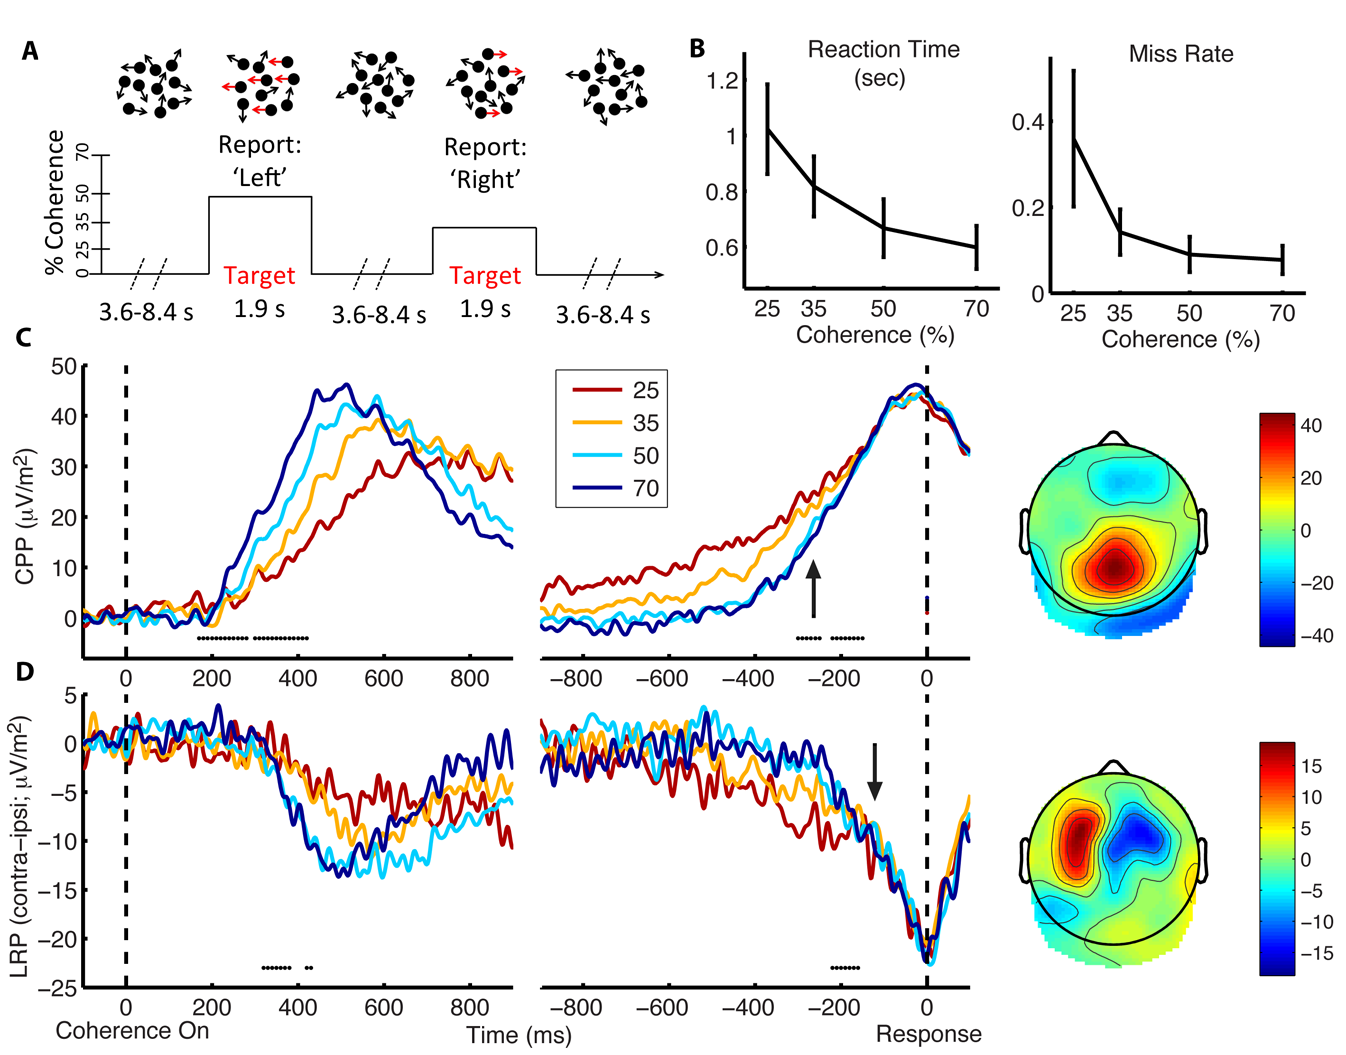 A
Report:
'Left'
Report:
'Right'
% Coherence
70
50
35
25
0
Target
Target
3.6-8.4 s
1.9 s
3.6-8.4 s
1.9 s
3.6-8.4 s
B
Reaction Time
(sec)
1.2
1
0.8
0.6
25
35
50
70
Coherence (%)
Miss Rate
0.4
0.2
0
25
35
50
70
Coherence (%)
C
CPP (µV/m²)
50
40
30
20
10
0
0
200
400
600
800
25
35
50
70
−800
−600
−400
−200
0
40
20
0
−20
−40
D
LRP (contra−ipsi; µV/m²)
5
0
−5
−10
−15
−20
−25
0
200
400
600
800
−800
−600
−400
−200
0
Coherence On
Time (ms)
Response
15
10
5
0
−5
−10
−15